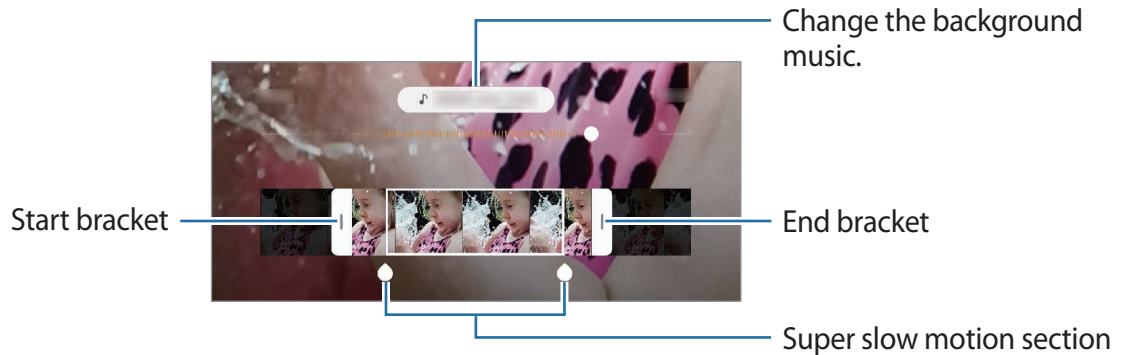 Change the background
music.
Start bracket
End bracket
Super slow motion section